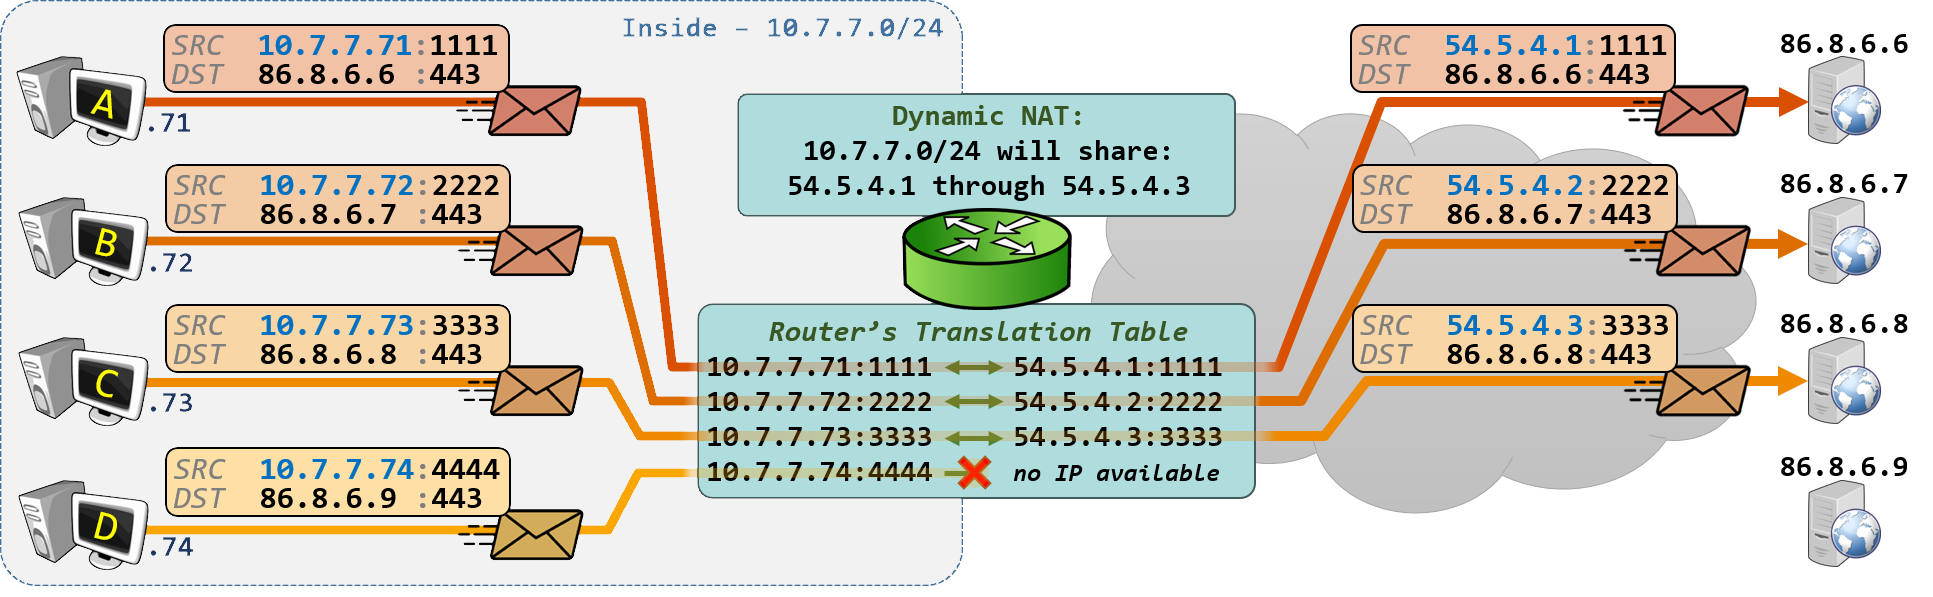 Inside – 10.7.7.0/24
SRC 10.7.7.71:1111
DST 86.8.6.6 :443
A
.71
SRC 10.7.7.72:2222
DST 86.8.6.7 :443
B
.72
SRC 10.7.7.73:3333
DST 86.8.6.8 :443
C
.73
SRC 10.7.7.74:4444
DST 86.8.6.9 :443
D
.74
Dynamic NAT:
10.7.7.0/24 will share:
54.5.4.1 through 54.5.4.3
Router’s Translation Table
10.7.7.71:1111 54.5.4.1:1111
10.7.7.72:2222 54.5.4.2:2222
10.7.7.73:3333 54.5.4.3:3333
10.7.7.74:4444 no IP available
SRC 54.5.4.1:1111
DST 86.8.6.6:443
86.8.6.6
SRC 54.5.4.2:2222
DST 86.8.6.7:443
86.8.6.7
SRC 54.5.4.3:3333
DST 86.8.6.8:443
86.8.6.8
86.8.6.9